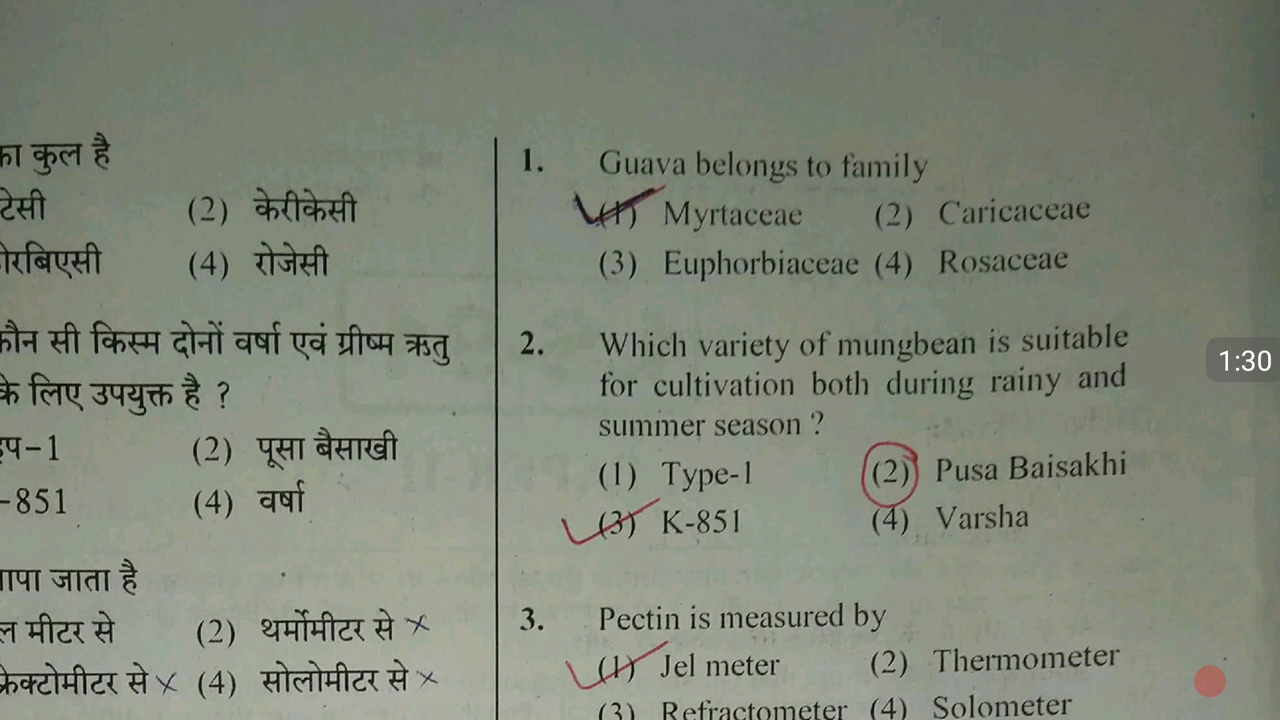 का कुल है
टेसी (2) केरीकेसी
रबिएसी (4) रोजेसी
कौन सी किस्म दोनों वर्षा एवं ग्रीष्म ऋतु
के लिए उपयुक्त है ?
इप-1 (2) पूसा बैसाखी
-851 (4) वर्षा
ापा जाता है
ल मीटर से (2) थर्मोमीटर से ×
फ्रेक्टोमीटर से × (4) सोलोमीटर से ×
1. Guava belongs to family
(1) Myrtaceae (2) Caricaceae
(3) Euphorbiaceae (4) Rosaceae
2. Which variety of mungbean is suitable
for cultivation both during rainy and
summer season ?
(1) Type-1 (2) Pusa Baisakhi
(3) K-851 (4) Varsha
3. Pectin is measured by
(1) Jel meter (2) Thermometer
(3) Refractometer (4) Solometer
1:30